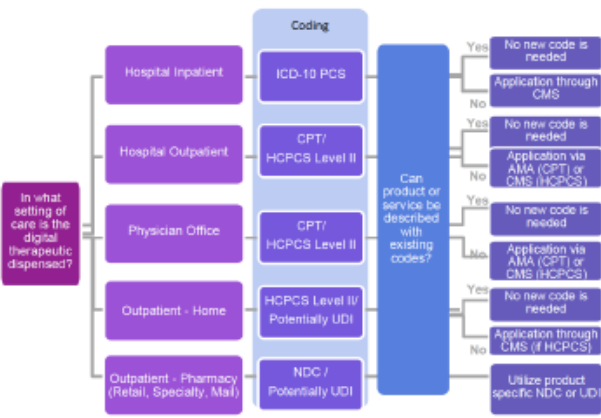 Coding
In what
setting of
care is the
digital
therapeutic
dispensed?
Hospital Inpatient
ICD-10 PCS
Hospital Outpatient
CPT/
HCPCS Level II
Physician Office
CPT/
HCPCS Level II
Outpatient - Home
HCPCS Level II/
Potentially UDI
Outpatient - Pharmacy
(Retail, Specialty, Mail)
NDC /
Potentially UDI
Can
product or
service be
described
with
existing
codes?
Yes
No new code is
needed
No
Application through
CMS
Yes
No new code is
needed
No
Application via
AMA (CPT) or
CMS (HCPCS)
Yes
No new code is
needed
No
Application via
AMA (CPT) or
CMS (HCPCS)
Yes
No new code is
needed
No
Application through
CMS (if HCPCS)
Utilize product
specific NDC or UDI